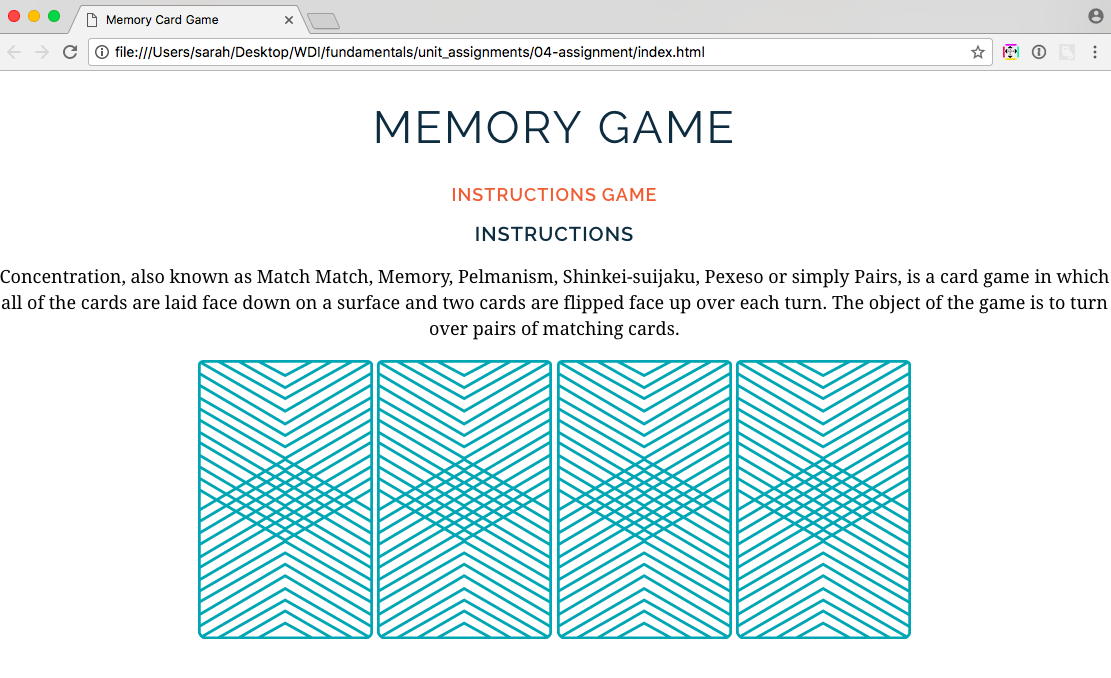 Memory Card Game
file:///Users/sarah/Desktop/WDI/fundamentals/unit_assignments/04-assignment/index.html
MEMORY GAME
INSTRUCTIONS GAME
INSTRUCTIONS
Concentration, also known as Match Match, Memory, Pelmanism, Shinkei-suijaku, Pexeso or simply Pairs, is a card game in which
all of the cards are laid face down on a surface and two cards are flipped face up over each turn. The object of the game is to turn
over pairs of matching cards.